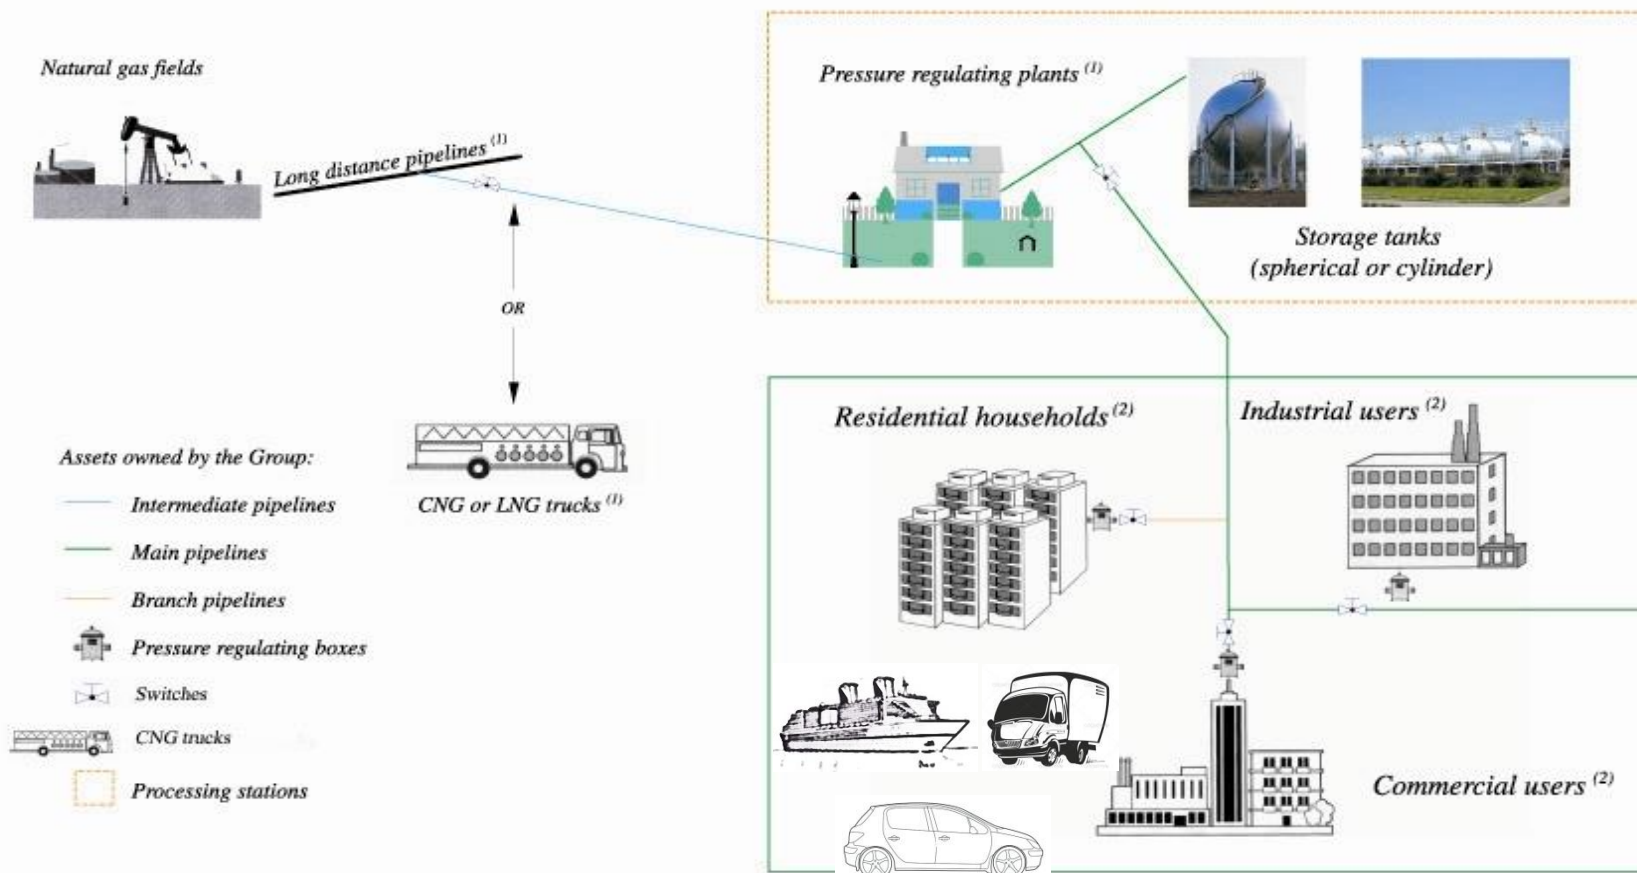 Natural gas fields
Long distance pipelines (1)
OR
CNG or LNG trucks (1)
Pressure regulating plants (1)
Storage tanks
(spherical or cylinder)
Assets owned by the Group:
Intermediate pipelines
Main pipelines
Branch pipelines
Pressure regulating boxes
Switches
CNG trucks
Processing stations
Residential households (2)
Industrial users (2)
Commercial users (2)